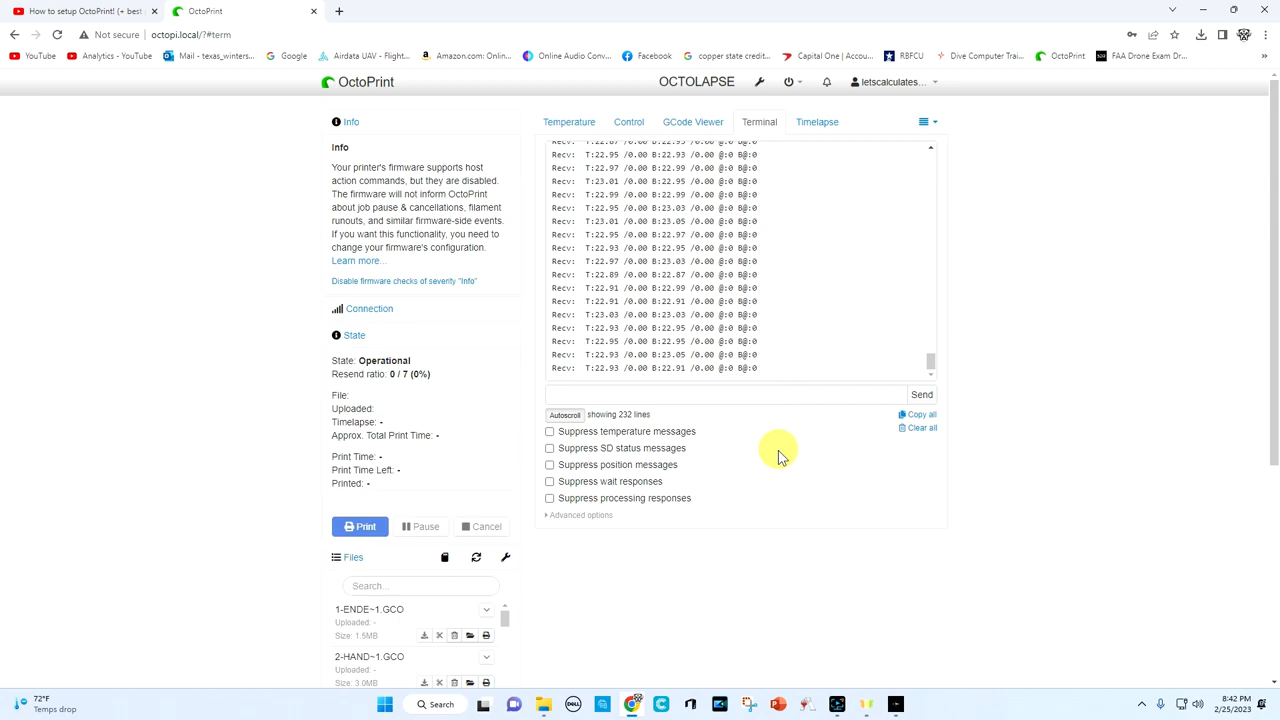 How to setup OctoPrint! (+ best
OctoPrint
Not secure
octopi.local/?#term
YouTube
Analytics - YouTube
Mail - texas_winters...
Google
Airdata UAV - Flight...
Amazon.com: Onlin...
Online Audio Conv...
Facebook
copper state credit...
Capital One | Accou...
RBFCU
Dive Computer Trai...
OctoPrint
FAA Drone Exam Dr...
OctoPrint
OCTOLAPSE
letscalculates...
Info
Temperature
Control
GCode Viewer
Terminal
Timelapse
Info
Your printer's firmware supports host
action commands, but they are disabled.
The firmware will not inform OctoPrint
about job pause & cancellations, filament
runouts, and similar firmware-side events.
If you want this functionality, you need to
change your firmware's configuration.
Learn more...
Disable firmware checks of severity "Info"
Connection
State
State: Operational
Resend ratio: 0 / 7 (0%)
File:
Uploaded:
Timelapse: -
Approx. Total Print Time: -
Print Time: -
Print Time Left: -
Printed: -
Print
Pause
Cancel
Files
Search...
1-ENDE~1.GCO
Uploaded: -
Size: 1.5MB
2-HAND~1.GCO
Uploaded: -
Size: 3.0MB
Recv: T:22.87 /0.00 B:22.93 /0.00 @:0 B@:0
Recv: T:22.95 /0.00 B:22.93 /0.00 @:0 B@:0
Recv: T:22.97 /0.00 B:22.99 /0.00 @:0 B@:0
Recv: T:23.01 /0.00 B:22.95 /0.00 @:0 B@:0
Recv: T:22.99 /0.00 B:22.99 /0.00 @:0 B@:0
Recv: T:22.95 /0.00 B:23.03 /0.00 @:0 B@:0
Recv: T:23.01 /0.00 B:23.05 /0.00 @:0 B@:0
Recv: T:22.95 /0.00 B:22.97 /0.00 @:0 B@:0
Recv: T:22.93 /0.00 B:22.95 /0.00 @:0 B@:0
Recv: T:22.97 /0.00 B:23.03 /0.00 @:0 B@:0
Recv: T:22.89 /0.00 B:22.87 /0.00 @:0 B@:0
Recv: T:22.91 /0.00 B:22.99 /0.00 @:0 B@:0
Recv: T:22.91 /0.00 B:22.91 /0.00 @:0 B@:0
Recv: T:23.03 /0.00 B:23.03 /0.00 @:0 B@:0
Recv: T:22.93 /0.00 B:22.95 /0.00 @:0 B@:0
Recv: T:22.95 /0.00 B:22.95 /0.00 @:0 B@:0
Recv: T:22.93 /0.00 B:23.05 /0.00 @:0 B@:0
Recv: T:22.93 /0.00 B:22.91 /0.00 @:0 B@:0
Send
Autoscroll showing 232 lines
Copy all
Clear all
Suppress temperature messages
Suppress SD status messages
Suppress position messages
Suppress wait responses
Suppress processing responses
Advanced options
72°F
Temps drop
Search
DELL
8:42 PM
2/25/2023